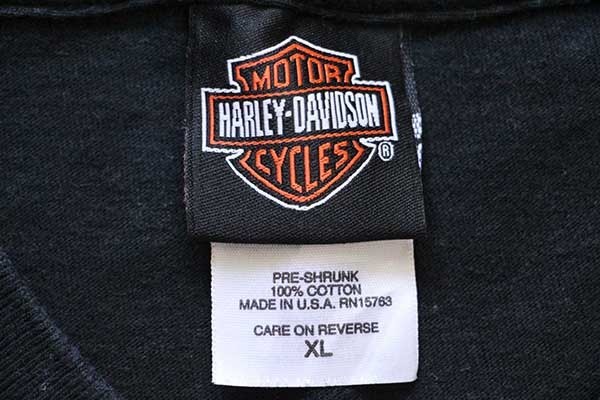 MOTOR
HARLEY-DAVIDSON
CYCLES ®
PRE-SHRUNK
100% COTTON
MADE IN U.S.A. RN15763
CARE ON REVERSE
XL